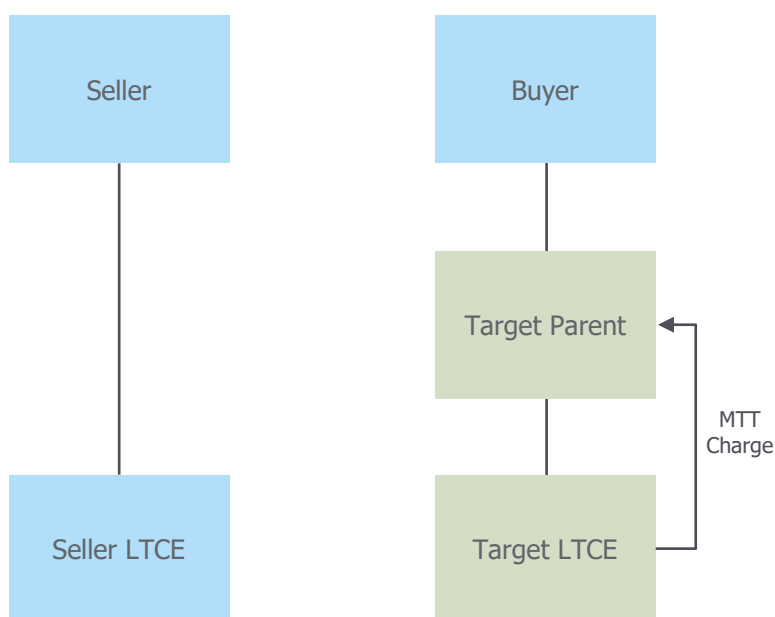 Seller
Buyer
Target Parent
MTT
Charge
Seller LTCE
Target LTCE